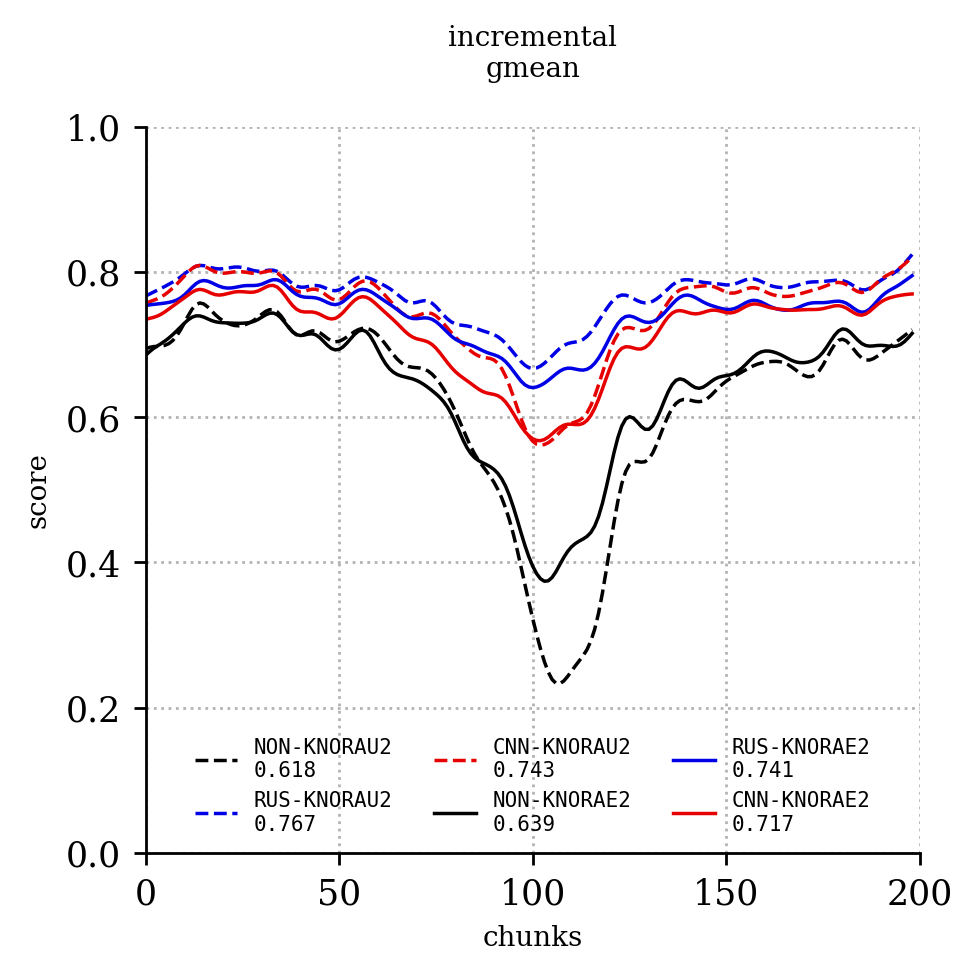 incremental
gmean
1.0
0.8
0.6
0.4
0.2
0.0
score
NON-KNORAU2
0.618
RUS-KNORAU2
0.767
CNN-KNORAU2
0.743
NON-KNORAE2
0.639
RUS-KNORAE2
0.741
CNN-KNORAE2
0.717
0 50 100 150 200
chunks